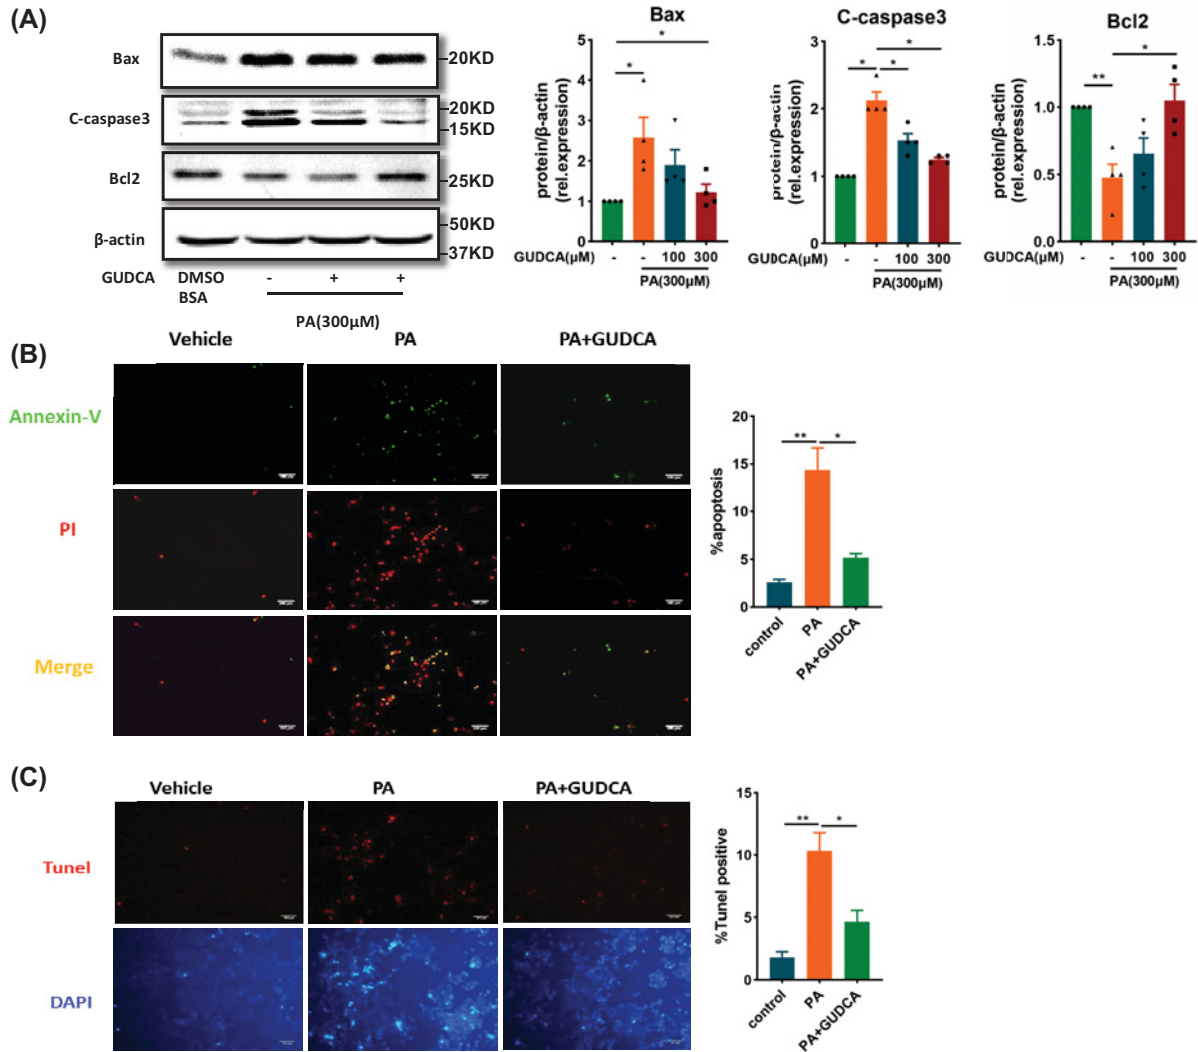 (A)
Bax
C-caspase3
Bcl2
β-actin
20KD
20KD
15KD
25KD
50KD
37KD
GUDCA DMSO - + +
BSA
PA(300μM)
Bax
protein/β-actin
(rel.expression)
5
4
3
2
1
0
*
*
GUDCA(μM) - - 100 300
PA(300μM)
C-caspase3
protein/β-actin
(rel.expression)
3
2
1
0
*
*
*
GUDCA(μM) - - 100 300
PA(300μM)
Bcl2
protein/β-actin
(rel.expression)
1.0
0.5
0.0
**
*
GUDCA(μM) - - 100 300
PA(300μM)
(B)
Vehicle PA PA+GUDCA
Annexin-V
PI
Merge
%apoptosis
20
15
10
5
0
** *
control PA PA+GUDCA
(C)
Vehicle PA PA+GUDCA
Tunel
DAPI
%Tunel positive
15
10
5
0
** *
control PA PA+GUDCA